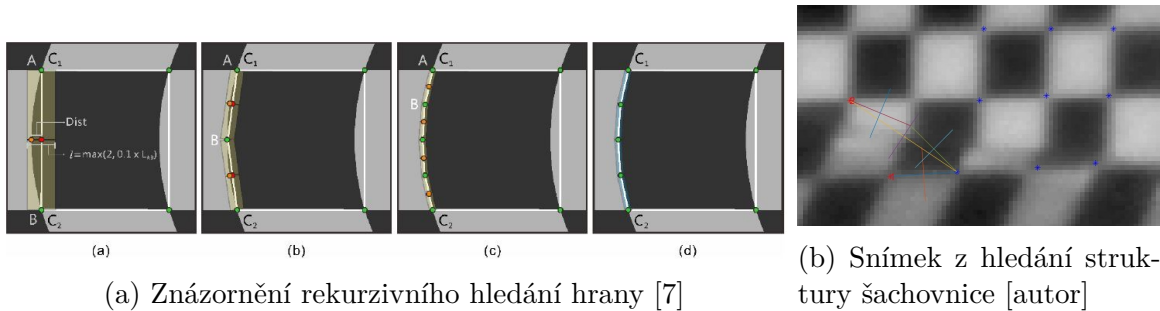 A C₁
Dist
l=max(2, 0.1 x L_AB)
B C₂
(a)
A C₁
B
C₂
(b)
A C₁
B
C₂
(c)
C₁
C₂
(d)
(a) Znázornění rekurzivního hledání hrany [7]
(b) Snímek z hledání struk-
tury šachovnice [autor]